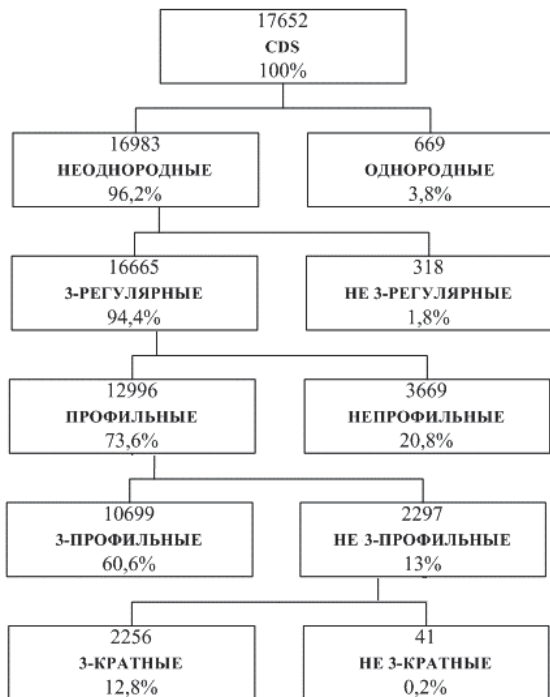 17652
CDS
100%
16983
НЕОДНОРОДНЫЕ
96,2%
669
ОДНОРОДНЫЕ
3,8%
16665
3-РЕГУЛЯРНЫЕ
94,4%
318
НЕ 3-РЕГУЛЯРНЫЕ
1,8%
12996
ПРОФИЛЬНЫЕ
73,6%
3669
НЕПРОФИЛЬНЫЕ
20,8%
10699
3-ПРОФИЛЬНЫЕ
60,6%
2297
НЕ 3-ПРОФИЛЬНЫЕ
13%
2256
3-КРАТНЫЕ
12,8%
41
НЕ 3-КРАТНЫЕ
0,2%